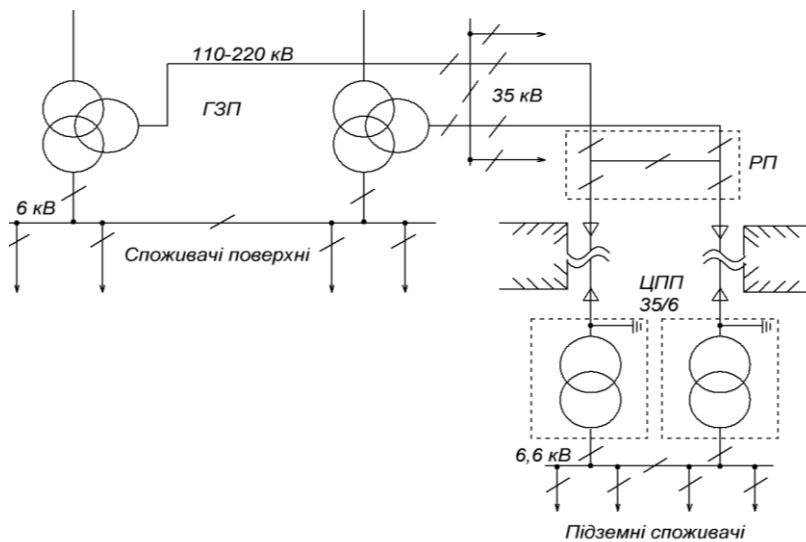 110-220 кВ
ГЗП
35 кВ
РП
6 кВ
Споживачі поверхні
ЦПП
35/6
6,6 кВ
Підземні споживачі